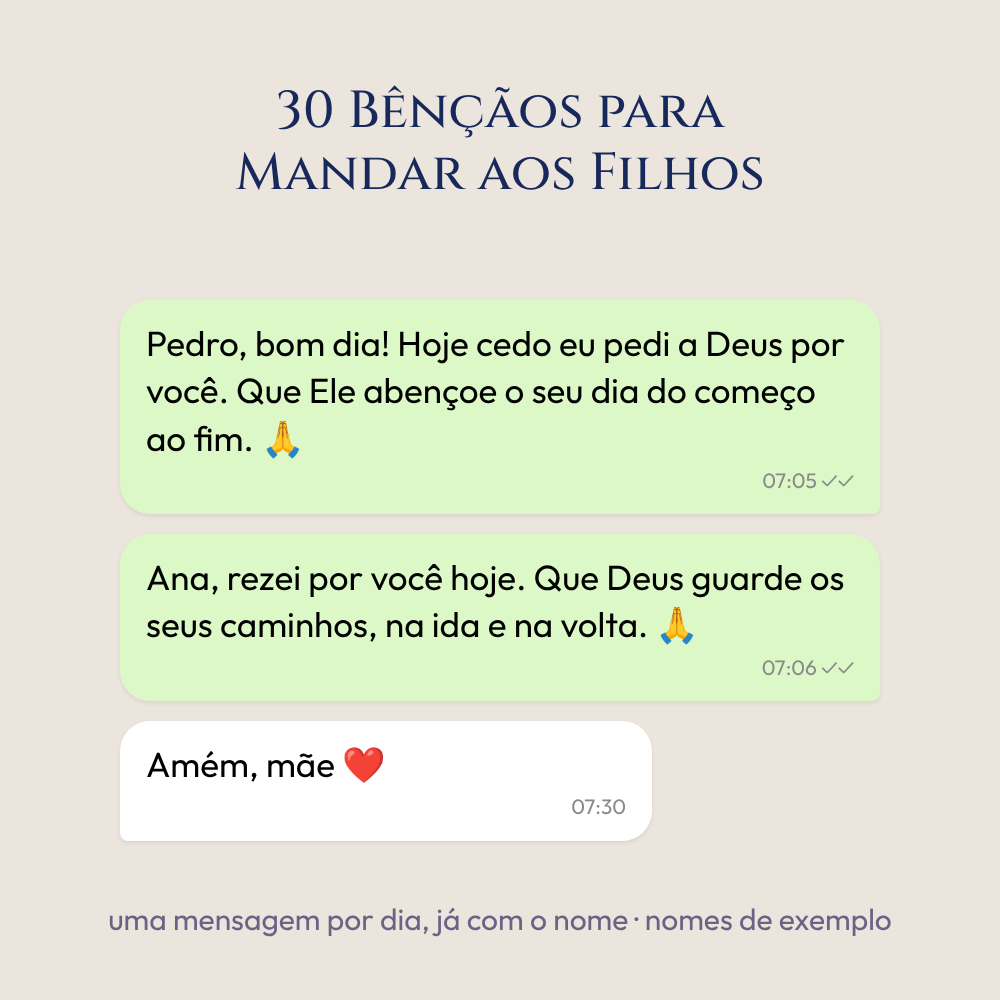 30 Bênçãos para
Mandar aos Filhos
Pedro, bom dia! Hoje cedo eu pedi a Deus por
você. Que Ele abençoe o seu dia do começo
ao fim. 🙏
07:05 ✓✓
Ana, rezei por você hoje. Que Deus guarde os
seus caminhos, na ida e na volta. 🙏
07:06 ✓✓
Amém, mãe ❤️
07:30
uma mensagem por dia, já com o nome · nomes de exemplo